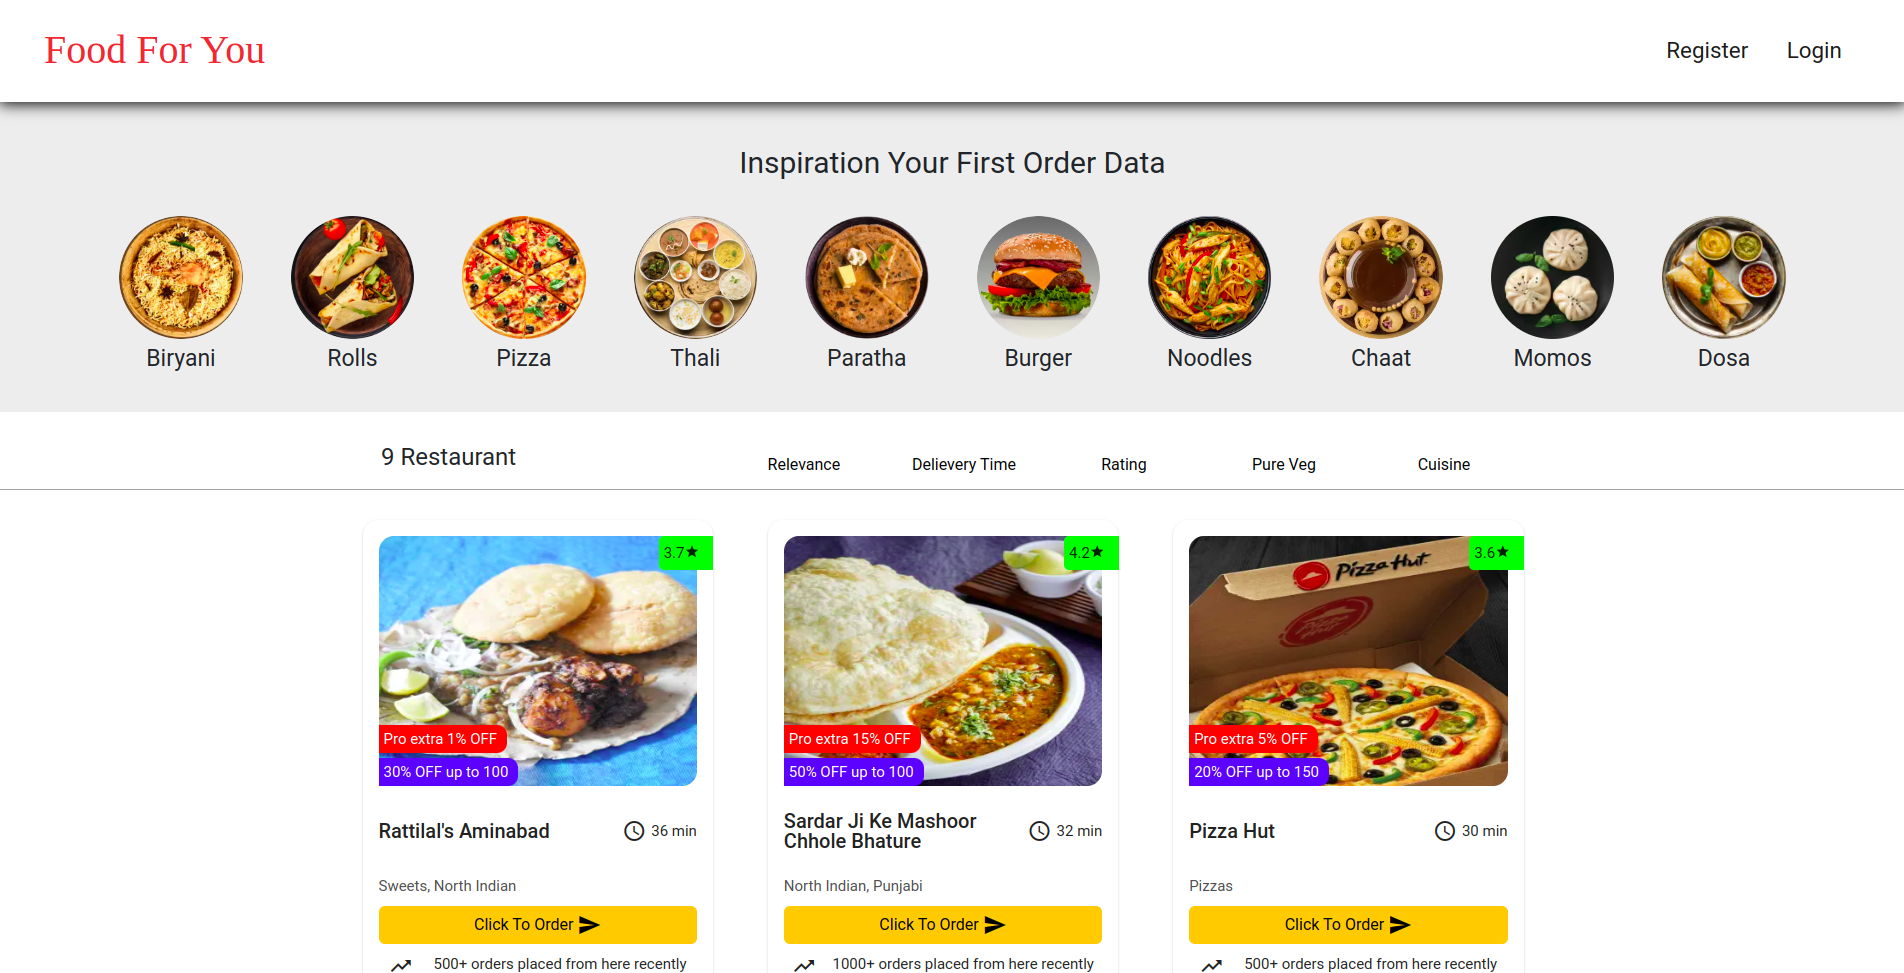 Food For You
Register
Login
Inspiration Your First Order Data
Biryani
Rolls
Pizza
Thali
Paratha
Burger
Noodles
Chaat
Momos
Dosa
9 Restaurant
Relevance
Delievery Time
Rating
Pure Veg
Cuisine
3.7★
Pro extra 1% OFF
30% OFF up to 100
Rattilal's Aminabad
36 min
Sweets, North Indian
Click To Order
500+ orders placed from here recently
4.2★
Pro extra 15% OFF
50% OFF up to 100
Sardar Ji Ke Mashoor
Chhole Bhature
32 min
North Indian, Punjabi
Click To Order
1000+ orders placed from here recently
3.6★
Pizza Hut
Pizza Hut
Pro extra 5% OFF
20% OFF up to 150
Pizza Hut
30 min
Pizzas
Click To Order
500+ orders placed from here recently